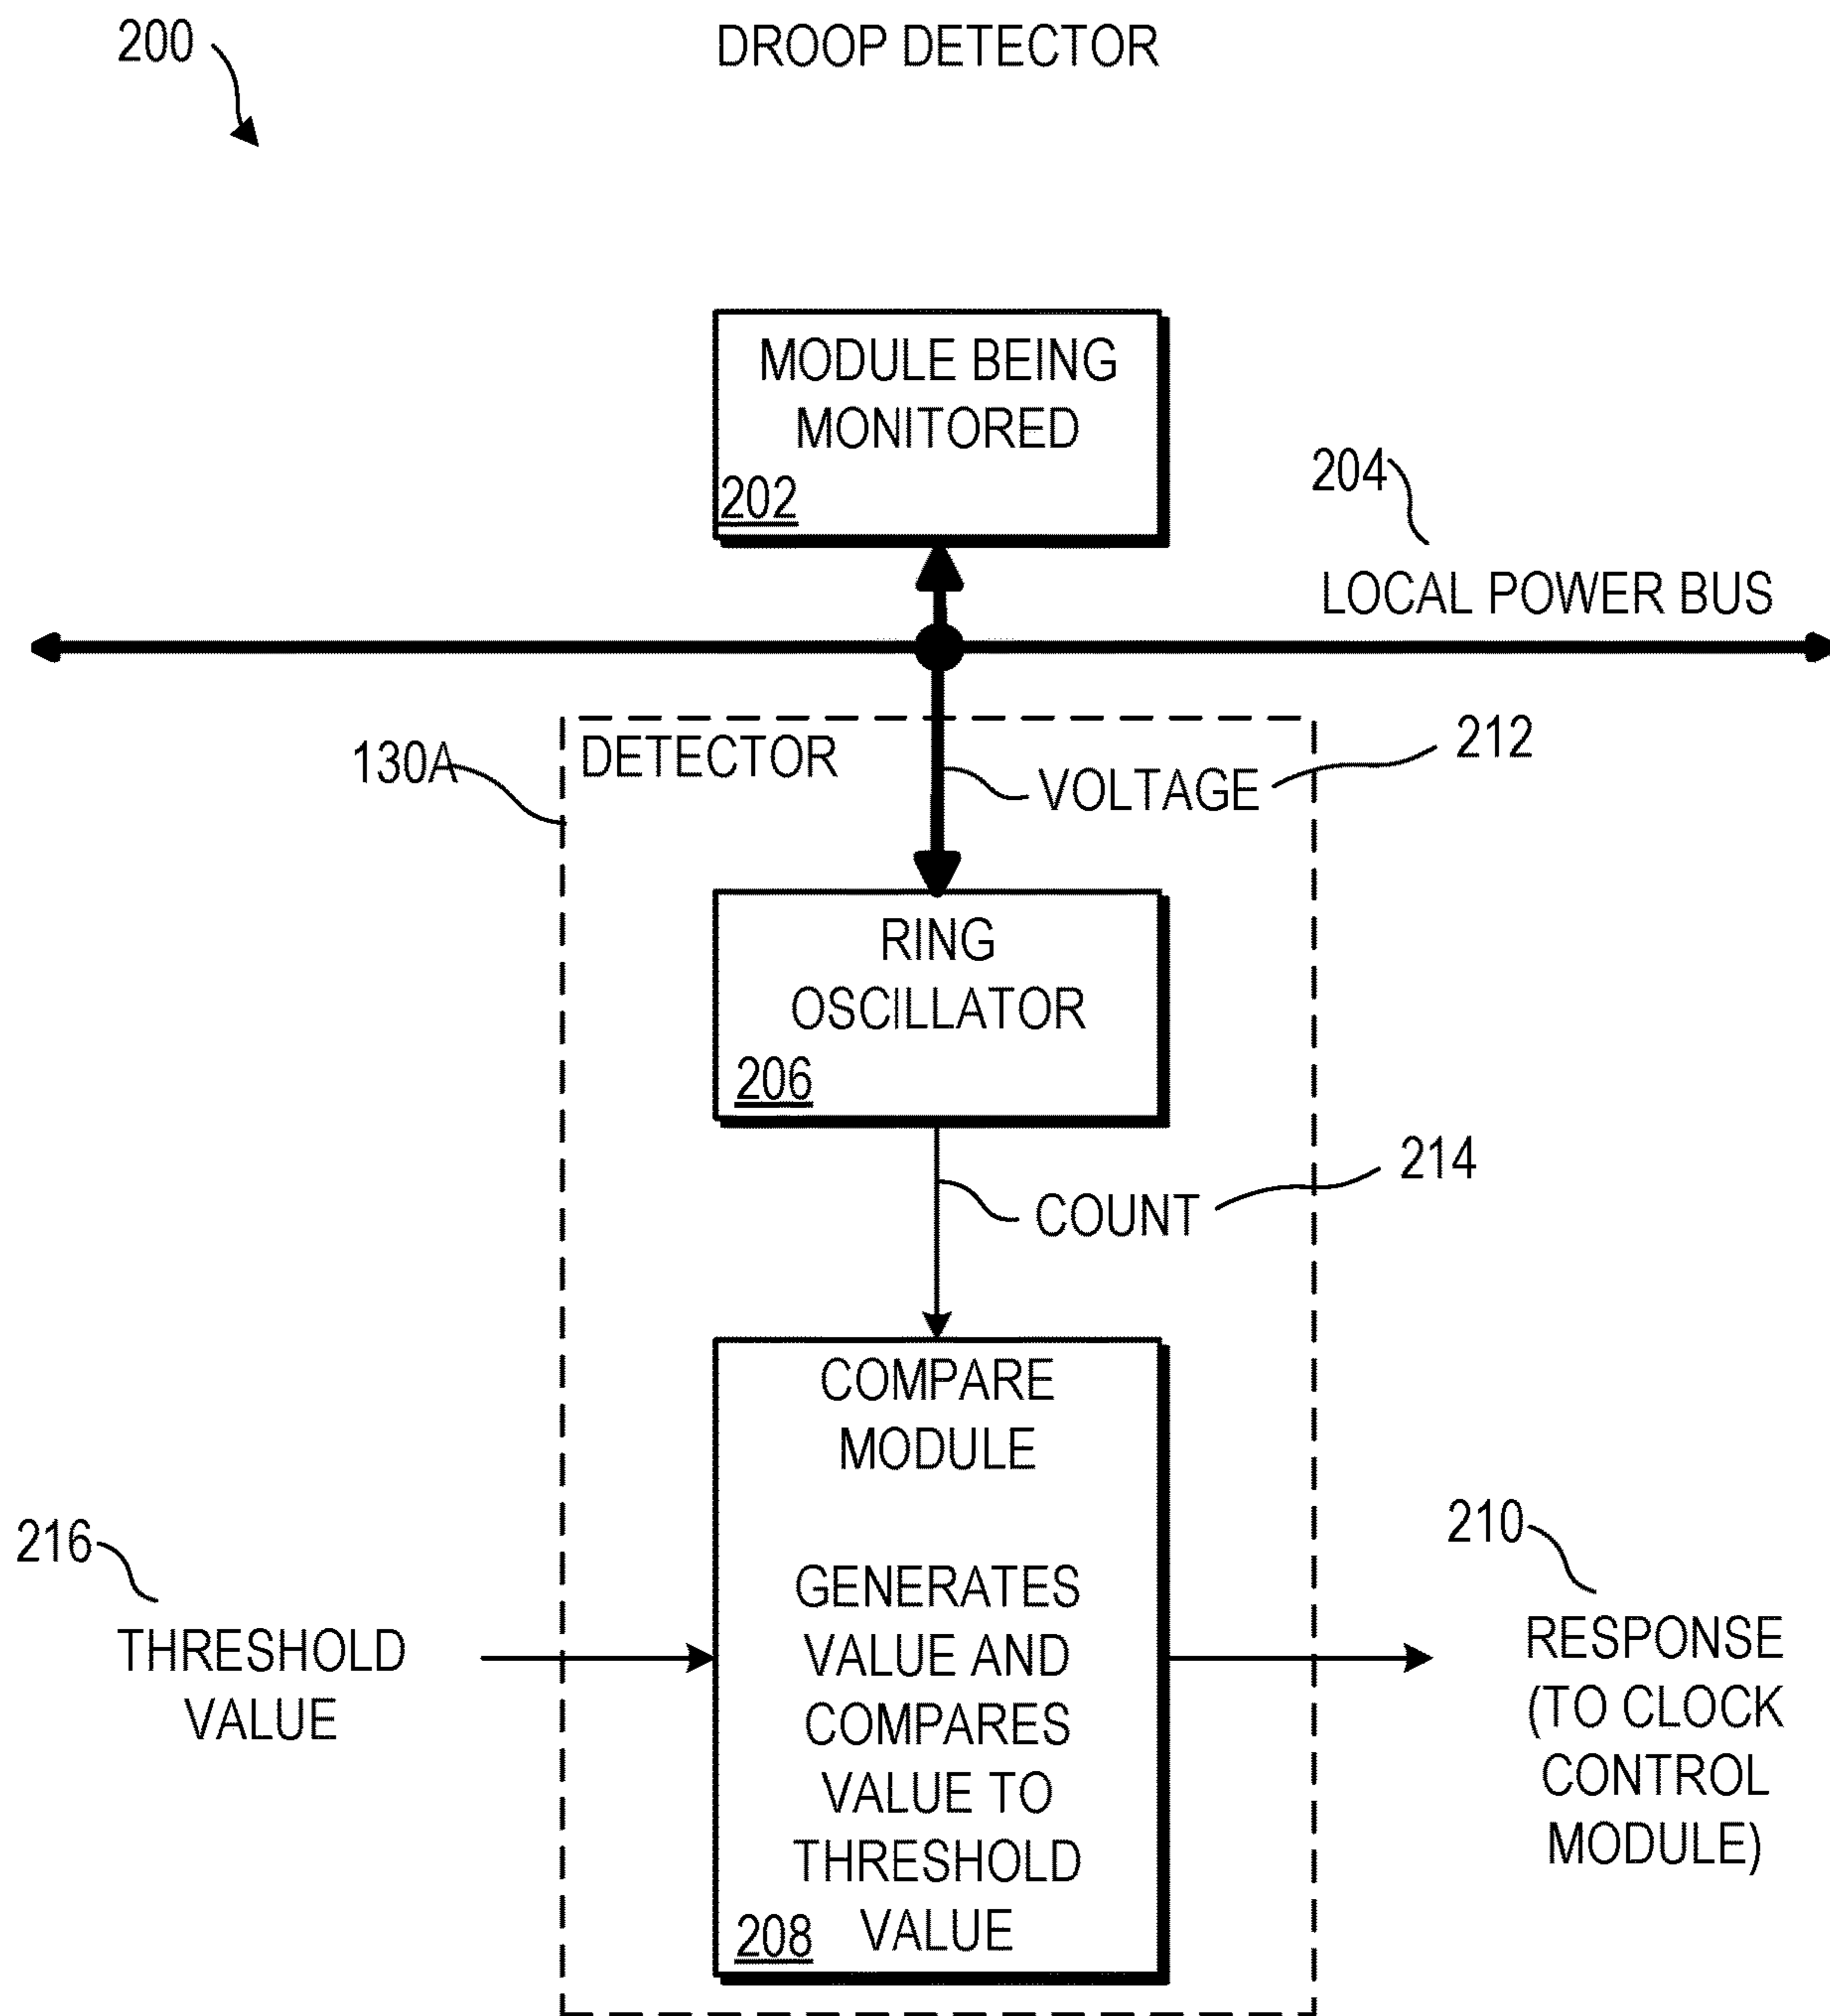 200
DROOP DETECTOR
MODULE BEING
MONITORED
202
204
LOCAL POWER BUS
130A
DETECTOR
VOLTAGE
212
RING
OSCILLATOR
206
COUNT
214
COMPARE
MODULE
GENERATES
VALUE AND
COMPARES
VALUE TO
THRESHOLD
VALUE
208
216
THRESHOLD
VALUE
210
RESPONSE
(TO CLOCK
CONTROL
MODULE)